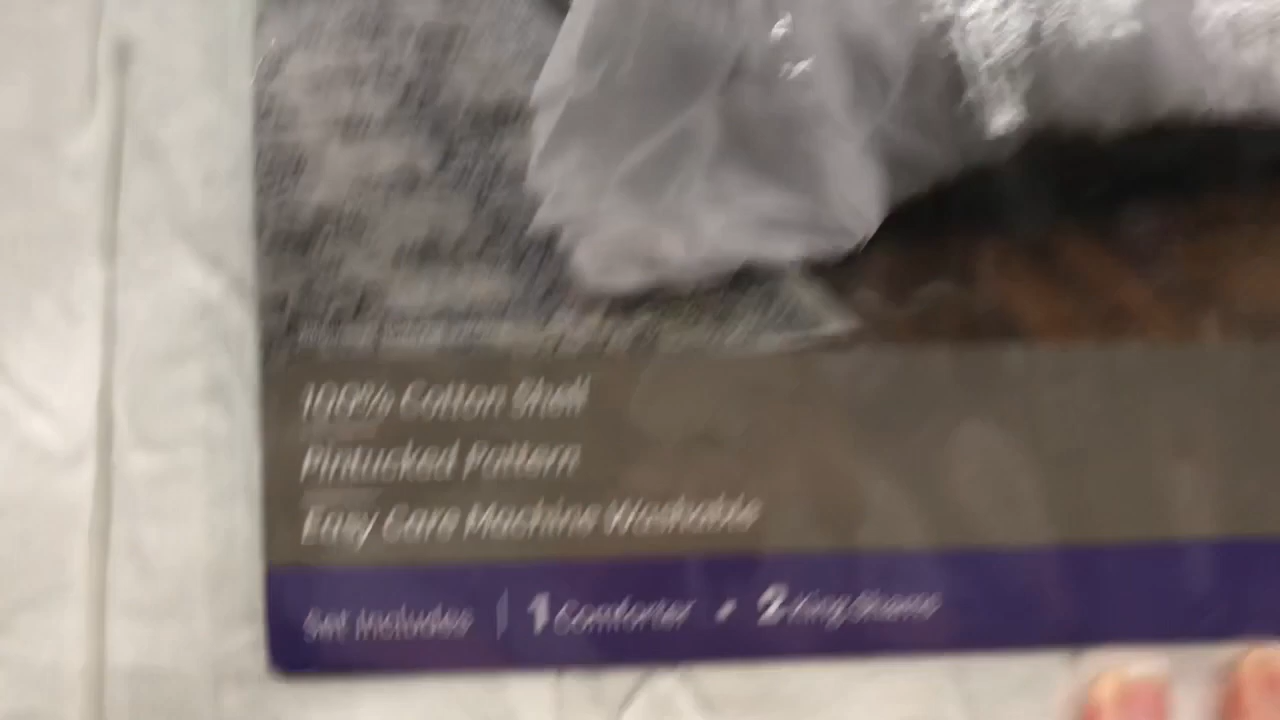 100% Cotton Shell
Pintucked Pattern
Easy Care Machine Washable
Set Includes | 1 Comforter • 2 King Shams